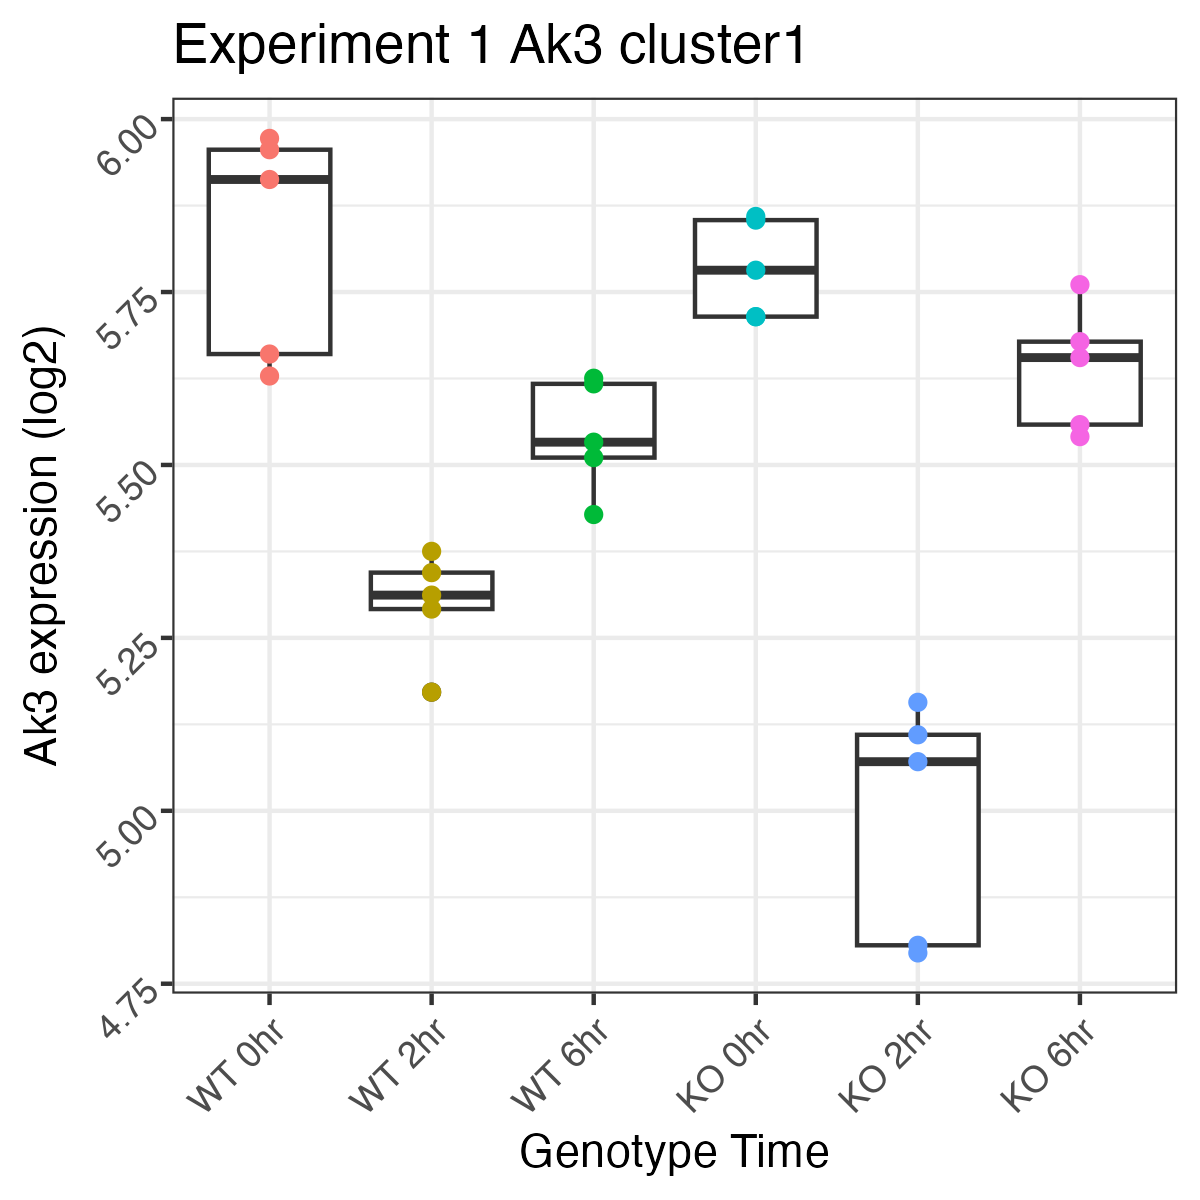 Experiment 1 Ak3 cluster1
Ak3 expression (log2)
6.00
5.75
5.50
5.25
5.00
4.75
WT 0hr
WT 2hr
WT 6hr
KO 0hr
KO 2hr
KO 6hr
Genotype Time